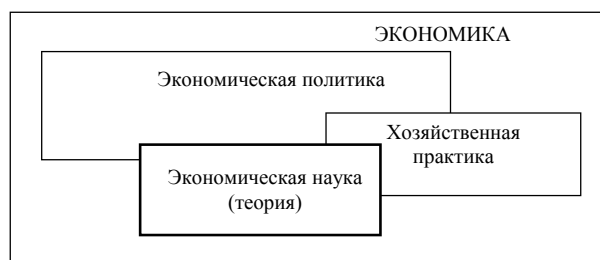 ЭКОНОМИКА
Экономическая политика
Хозяйственная
практика
Экономическая наука
(теория)